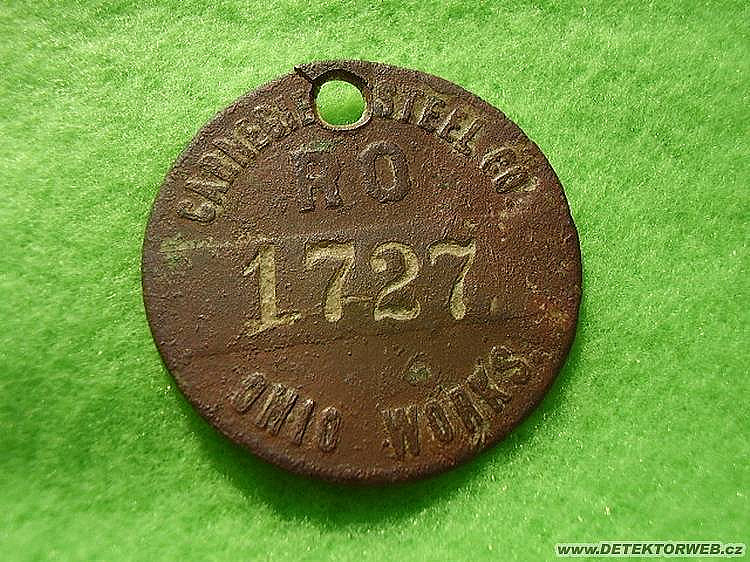 CARNEGIE STEEL CO
RO
1727
OHIO WORKS
www.DETEKTORWEB.cz